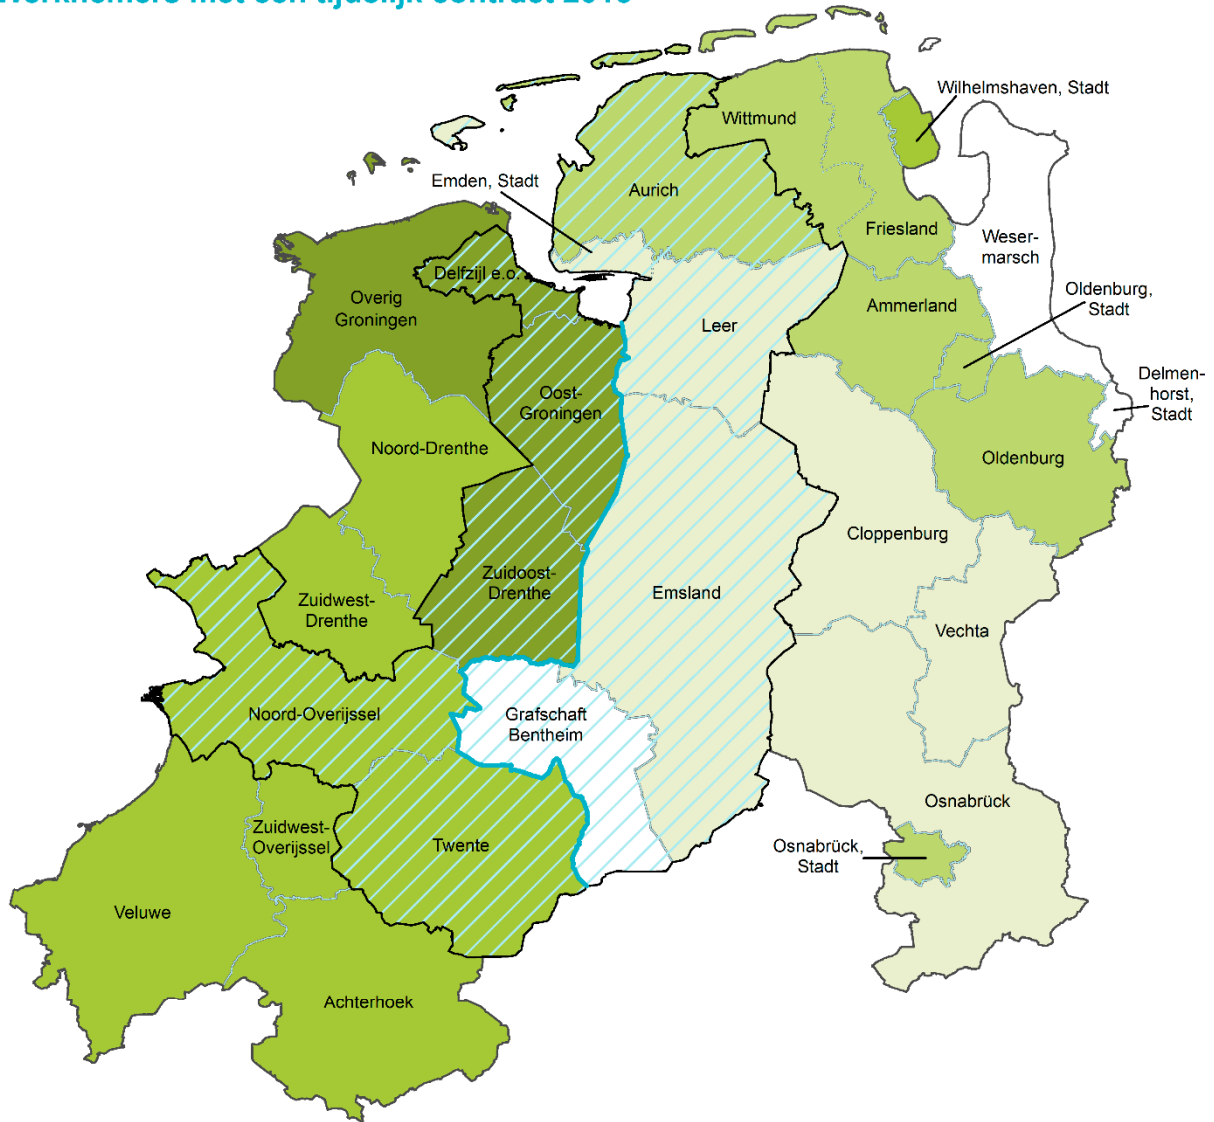 Wilhelmshaven, Stadt
Wittmund
Emden, Stadt
Aurich
Friesland
Weser-
marsch
Delfzijl e.o.
Oldenburg,
Stadt
Overig
Groningen
Ammerland
Leer
Delmen-
horst,
Stadt
Oost-
Groningen
Noord-Drenthe
Oldenburg
Cloppenburg
Zuidoost-
Drenthe
Emsland
Zuidwest-
Drenthe
Vechta
Noord-Overijssel
Grafschaft
Bentheim
Osnabrück
Zuidwest-
Overijssel
Twente
Osnabrück,
Stadt
Veluwe
Achterhoek